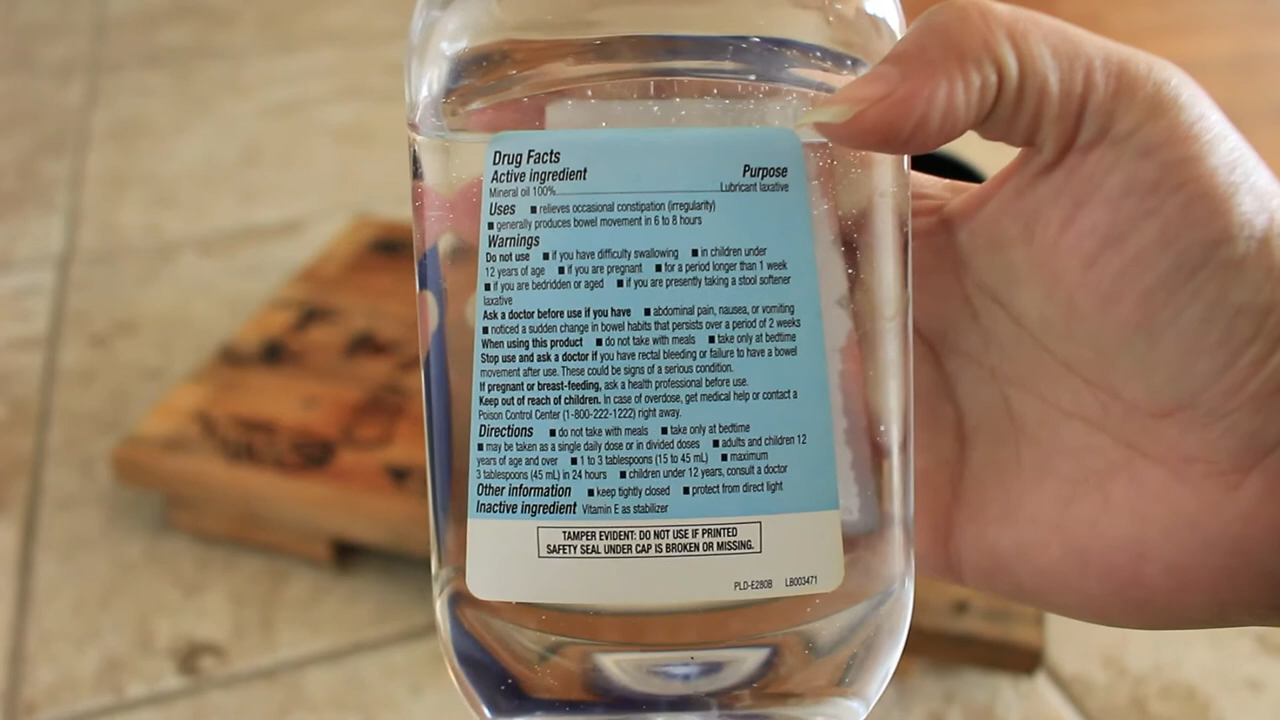 Drug Facts
Active ingredient Purpose
Mineral oil 100%........Lubricant laxative
Uses ■ relieves occasional constipation (irregularity)
■ generally produces bowel movement in 6 to 8 hours
Warnings
Do not use ■ if you have difficulty swallowing ■ in children under
12 years of age ■ if you are pregnant ■ for a period longer than 1 week
■ if you are bedridden or aged ■ if you are presently taking a stool softener
laxative
Ask a doctor before use if you have ■ abdominal pain, nausea, or vomiting
■ noticed a sudden change in bowel habits that persists over a period of 2 weeks
When using this product ■ do not take with meals ■ take only at bedtime
Stop use and ask a doctor if you have rectal bleeding or failure to have a bowel
movement after use. These could be signs of a serious condition.
If pregnant or breast-feeding, ask a health professional before use.
Keep out of reach of children. In case of overdose, get medical help or contact a
Poison Control Center (1-800-222-1222) right away.
Directions ■ do not take with meals ■ take only at bedtime
■ may be taken as a single daily dose or in divided doses ■ adults and children 12
years of age and over ■ 1 to 3 tablespoons (15 to 45 mL) ■ maximum
3 tablespoons (45 mL) in 24 hours ■ children under 12 years, consult a doctor
Other information ■ keep tightly closed ■ protect from direct light
Inactive ingredient Vitamin E as stabilizer
TAMPER EVIDENT: DO NOT USE IF PRINTED
SAFETY SEAL UNDER CAP IS BROKEN OR MISSING.
PLD-E280B LB003471